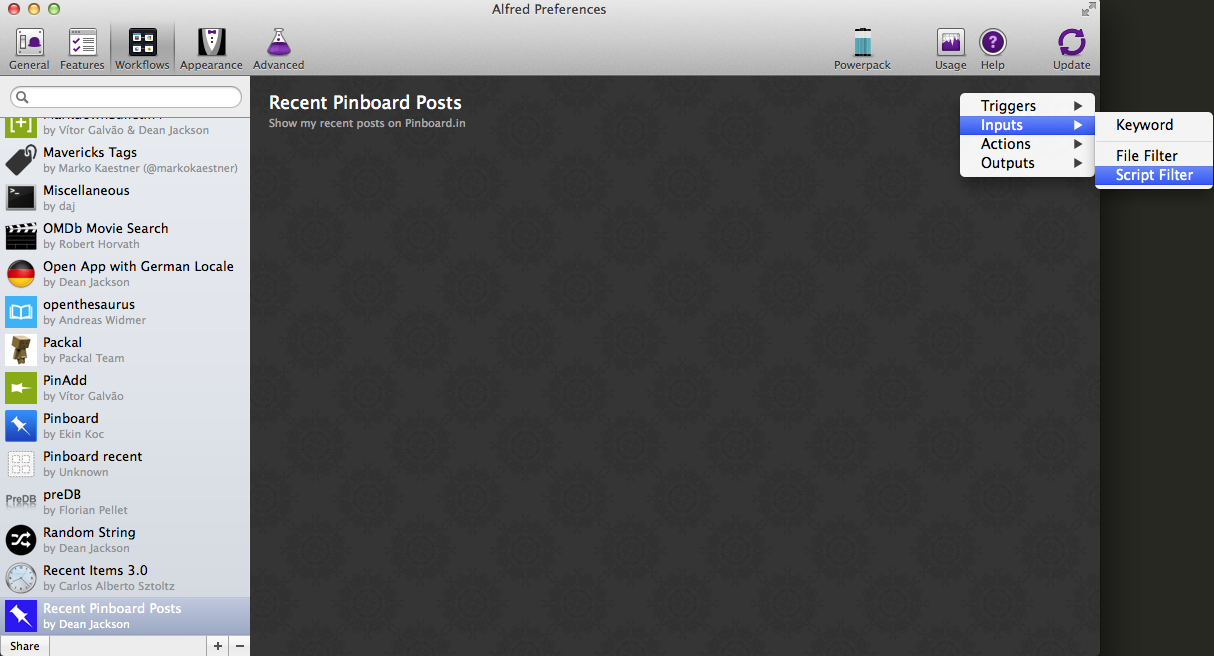 Alfred Preferences
General
Features
Workflows
Appearance
Advanced
Powerpack
Usage
?
Help
Update
by Vítor Galvão & Dean Jackson
Mavericks Tags
by Marko Kaestner (@markokaestner)
Miscellaneous
by daj
OMDb Movie Search
by Robert Horvath
Open App with German Locale
by Dean Jackson
openthesaurus
by Andreas Widmer
Packal
by Packal Team
PinAdd
by Vítor Galvão
Pinboard
by Ekin Koc
Pinboard recent
by Unknown
PreDB
preDB
by Florian Pellet
Random String
by Dean Jackson
Recent Items 3.0
by Carlos Alberto Sztoltz
Recent Pinboard Posts
by Dean Jackson
Share
+
−
Recent Pinboard Posts
Show my recent posts on Pinboard.in
Triggers
Inputs
Actions
Outputs
Keyword
File Filter
Script Filter